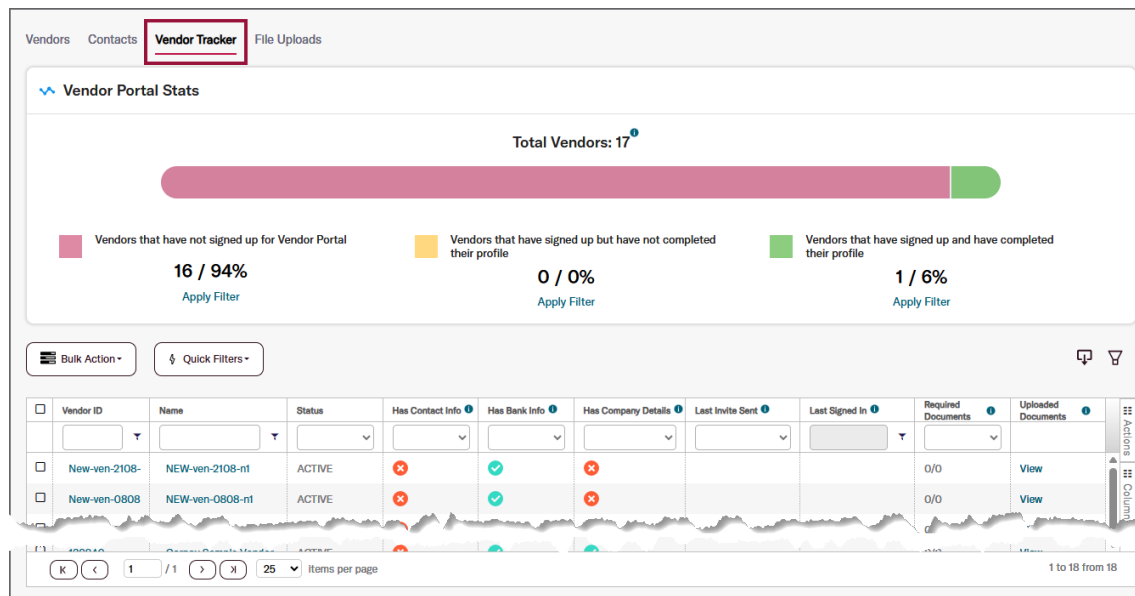 Vendors Contacts Vendor Tracker File Uploads
Vendor Portal Stats
Total Vendors: 17
Vendors that have not signed up for Vendor Portal
16 / 94%
Apply Filter
Vendors that have signed up but have not completed
their profile
0 / 0%
Apply Filter
Vendors that have signed up and have completed
their profile
1 / 6%
Apply Filter
Bulk Action Quick Filters
Vendor ID Name Status Has Contact Info Has Bank Info Has Company Details Last Invite Sent Last Signed In Required Documents Uploaded Documents
Actions
New-ven-2108- NEW-ven-2108-n1 ACTIVE 0/0 View
New-ven-0808 NEW-ven-0808-n1 ACTIVE 0/0 View
Column
1 / 1 25 items per page 1 to 18 from 18